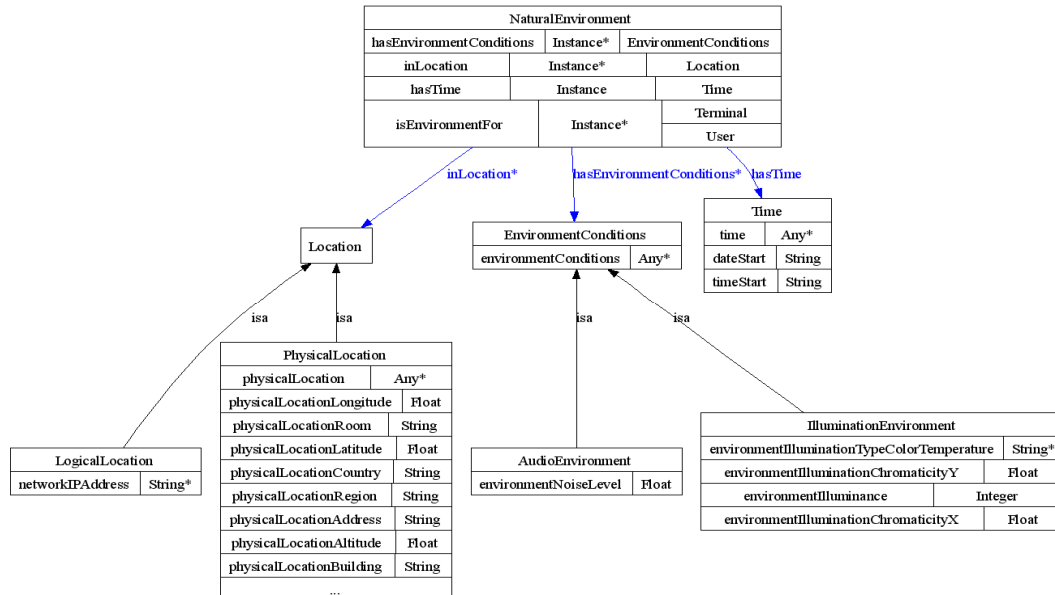 NaturalEnvironment
hasEnvironmentConditions Instance* EnvironmentConditions
inLocation Instance* Location
hasTime Instance Time
isEnvironmentFor Instance* Terminal
User
inLocation* hasEnvironmentConditions* hasTime
Time
time Any*
dateStart String
timeStart String
Location
EnvironmentConditions
environmentConditions Any*
isa isa isa isa
PhysicalLocation
physicalLocation Any*
physicalLocationLongitude Float
physicalLocationRoom String
physicalLocationLatitude Float
physicalLocationCountry String
physicalLocationRegion String
physicalLocationAddress String
physicalLocationAltitude Float
physicalLocationBuilding String
...
LogicalLocation
networkIPAddress String*
AudioEnvironment
environmentNoiseLevel Float
IlluminationEnvironment
environmentIlluminationTypeColorTemperature String*
environmentIlluminationChromaticityY Float
environmentIlluminance Integer
environmentIlluminationChromaticityX Float